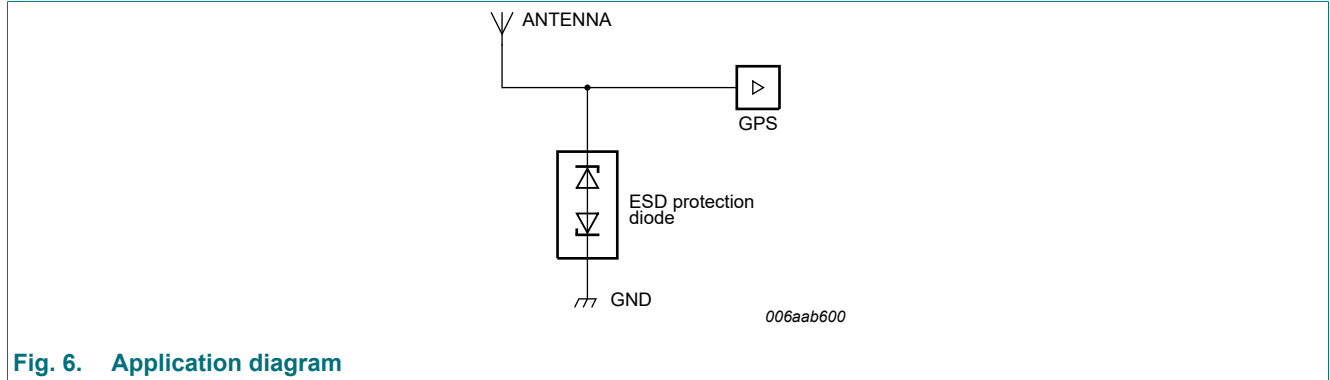 ANTENNA
GPS
ESD protection
diode
GND
006aab600
Fig. 6. Application diagram